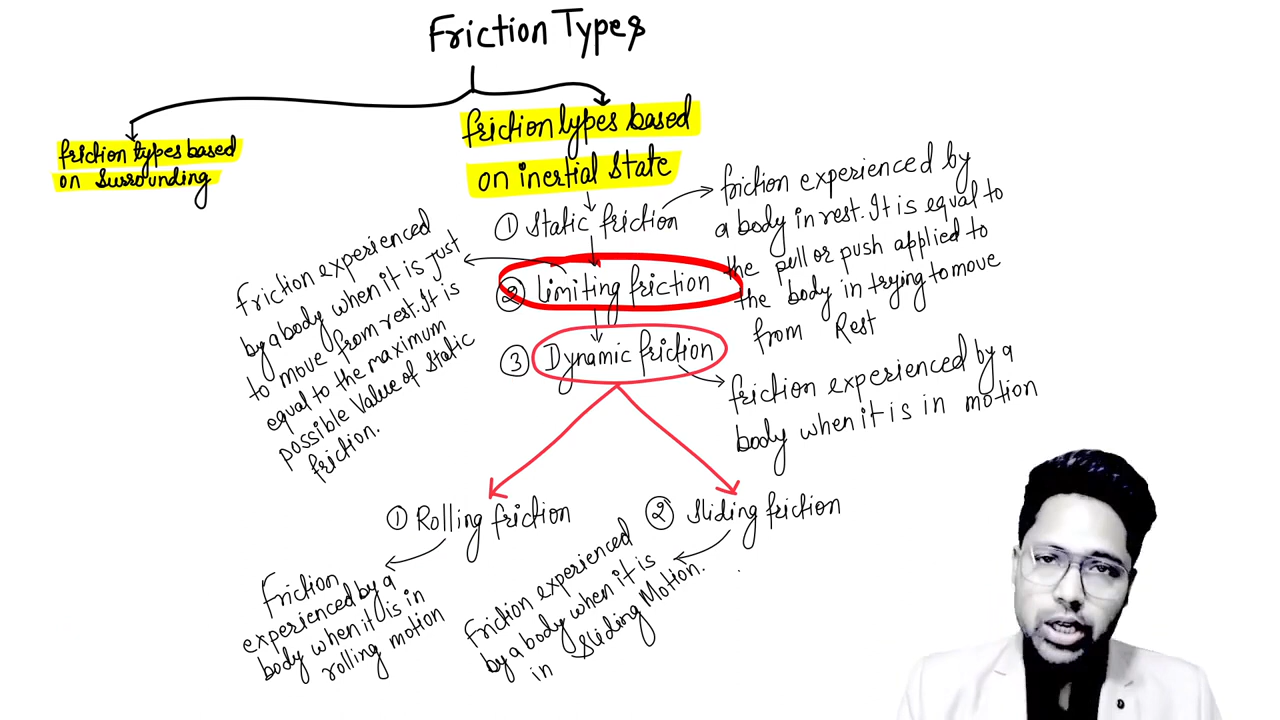 Friction Types
friction types based
on surrounding
friction types based
on inertial State
① Static friction
friction experienced by
a body in rest. It is equal to
the pull or push applied to
the body in trying to move
from Rest
② Limiting friction
Friction experienced
by a body when it is just
to move from rest. It is
equal to the maximum
possible Value of Static
friction.
③ Dynamic friction
friction experienced by a
body when it is in motion
① Rolling friction
Friction
experienced by a
body when it is in
rolling motion
② Sliding friction
Friction experienced
by a body when it is
in Sliding Motion.